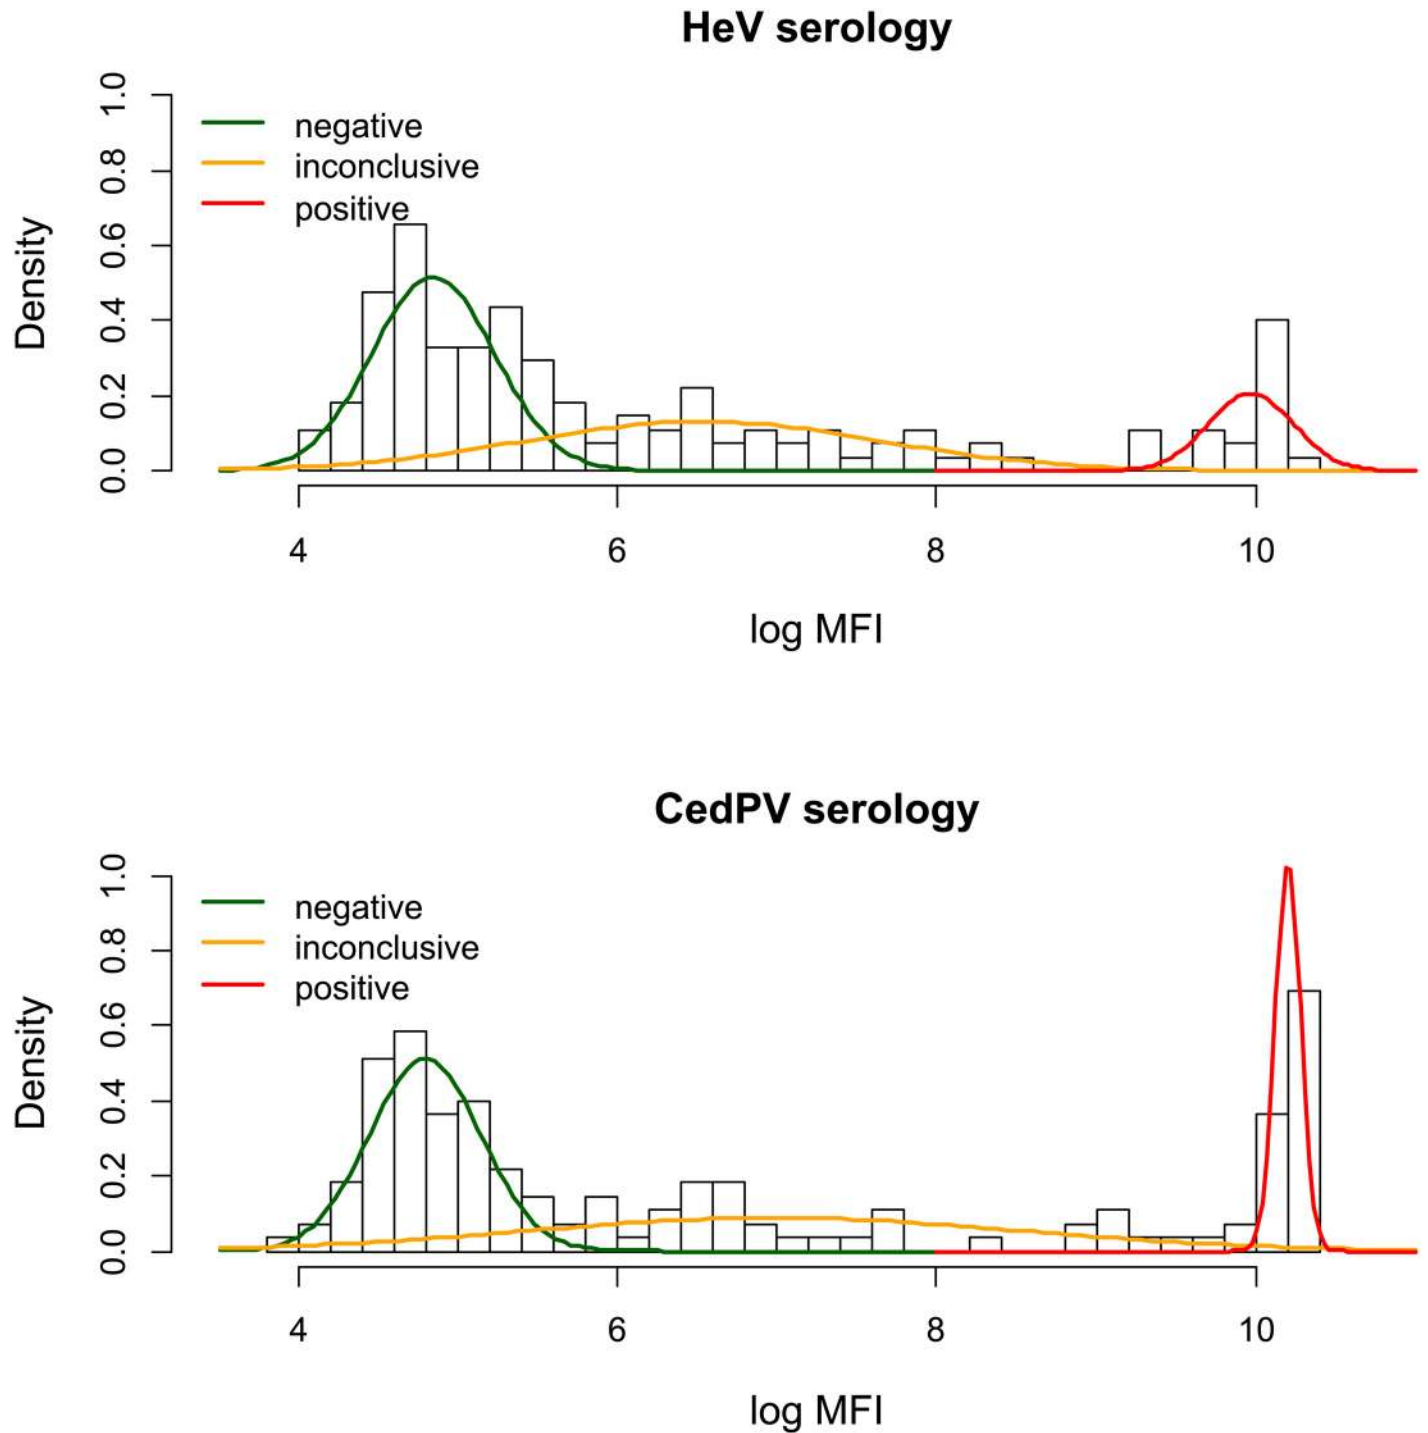 HeV serology
1.0
0.8
0.6
0.4
0.2
0.0
Density
negative
inconclusive
positive
4 6 8 10
log MFI
CedPV serology
1.0
0.8
0.6
0.4
0.2
0.0
Density
negative
inconclusive
positive
4 6 8 10
log MFI